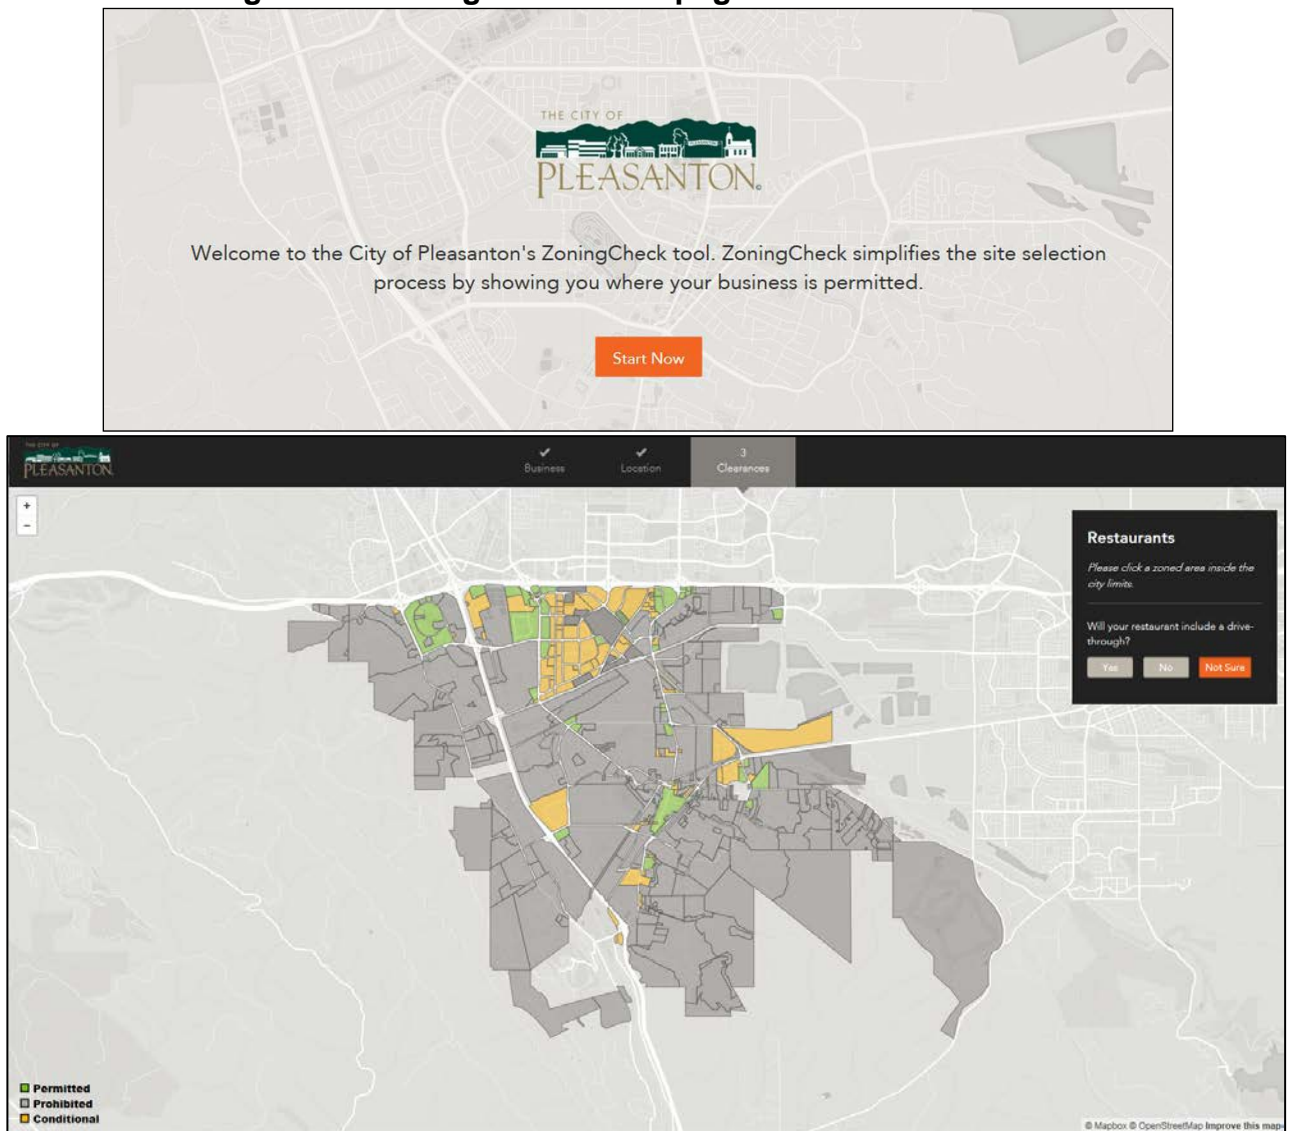 THE CITY OF
PLEASANTON
Welcome to the City of Pleasanton's ZoningCheck tool. ZoningCheck simplifies the site selection
process by showing you where your business is permitted.
Start Now
THE CITY OF
PLEASANTON
Business
Location
3
Clearances
+
-
Restaurants
Please click a zoned area inside the
city limits.
Will your restaurant include a drive-
through?
Yes
No
Not Sure
Permitted
Prohibited
Conditional
© Mapbox © OpenStreetMap Improve this map